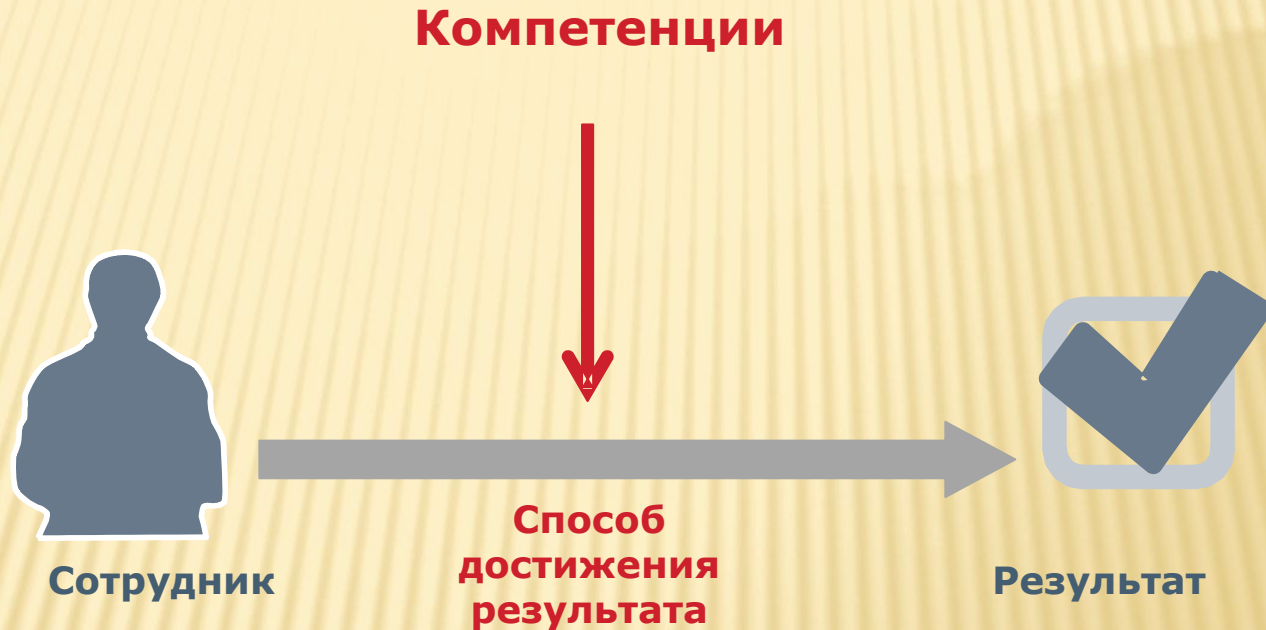 Компетенции
Способ
достижения
результата
Сотрудник
Результат